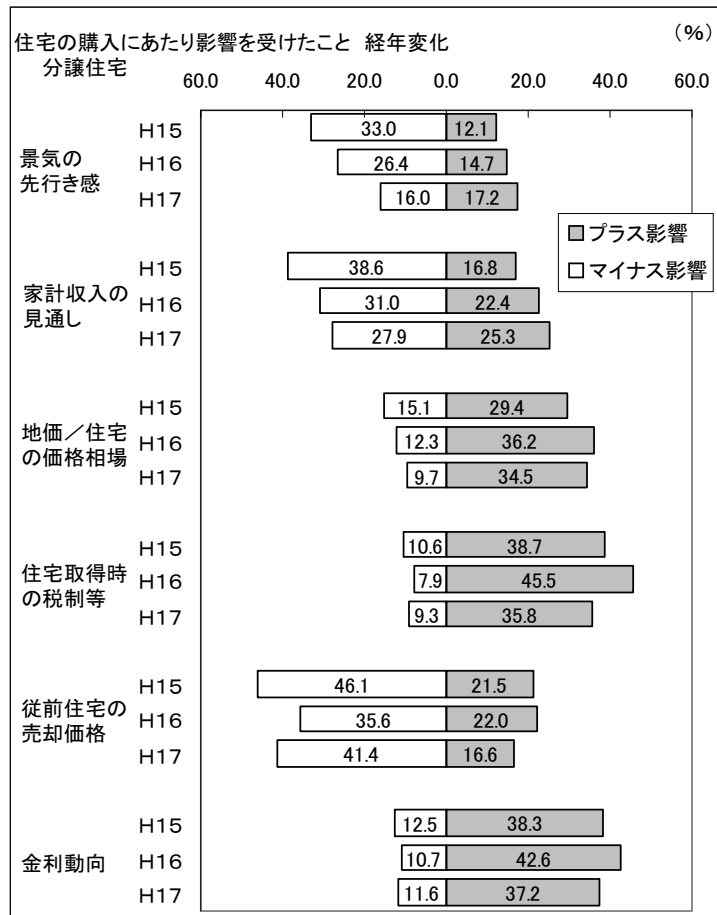 住宅の購入にあたり影響を受けたこと 経年変化
(%)
分譲住宅
60.0 40.0 20.0 0.0 20.0 40.0 60.0
景気の
先行き感
H15 33.0 12.1
H16 26.4 14.7
H17 16.0 17.2
プラス影響
マイナス影響
家計収入の
見通し
H15 38.6 16.8
H16 31.0 22.4
H17 27.9 25.3
地価／住宅
の価格相場
H15 15.1 29.4
H16 12.3 36.2
H17 9.7 34.5
住宅取得時
の税制等
H15 10.6 38.7
H16 7.9 45.5
H17 9.3 35.8
従前住宅の
売却価格
H15 46.1 21.5
H16 35.6 22.0
H17 41.4 16.6
金利動向
H15 12.5 38.3
H16 10.7 42.6
H17 11.6 37.2